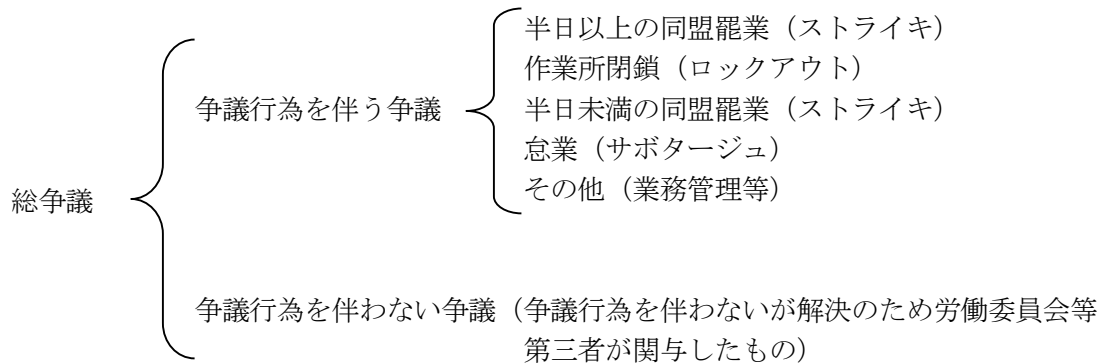 半日以上の同盟罷業（ストライキ）
作業所閉鎖（ロックアウト）
争議行為を伴う争議
半日未満の同盟罷業（ストライキ）
怠業（サボタージュ）
その他（業務管理等）
総争議
争議行為を伴わない争議（争議行為を伴わないが解決のため労働委員会等
第三者が関与したもの）